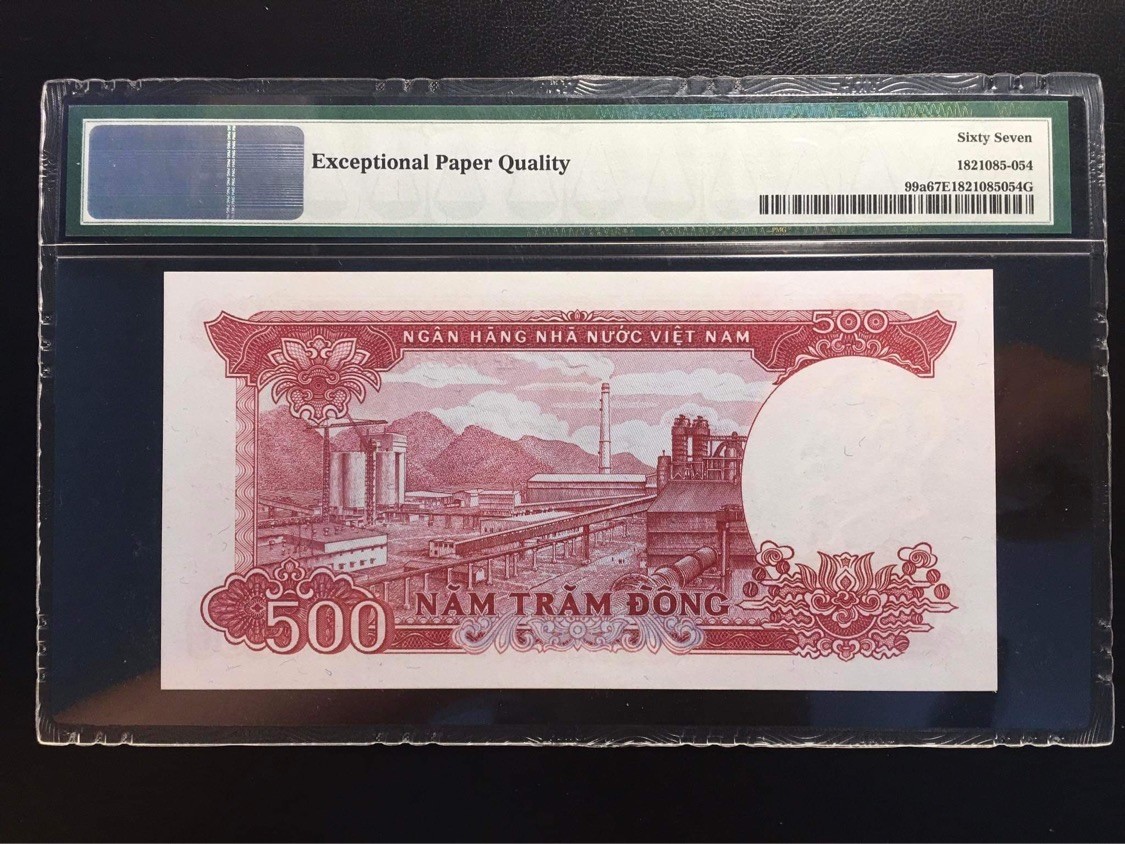 Exceptional Paper Quality
Sixty Seven
1821085-054
99a67E1821085054G
NGÂN HÀNG NHÀ NƯỚC VIỆT NAM
500
500
NĂM TRĂM ĐỒNG